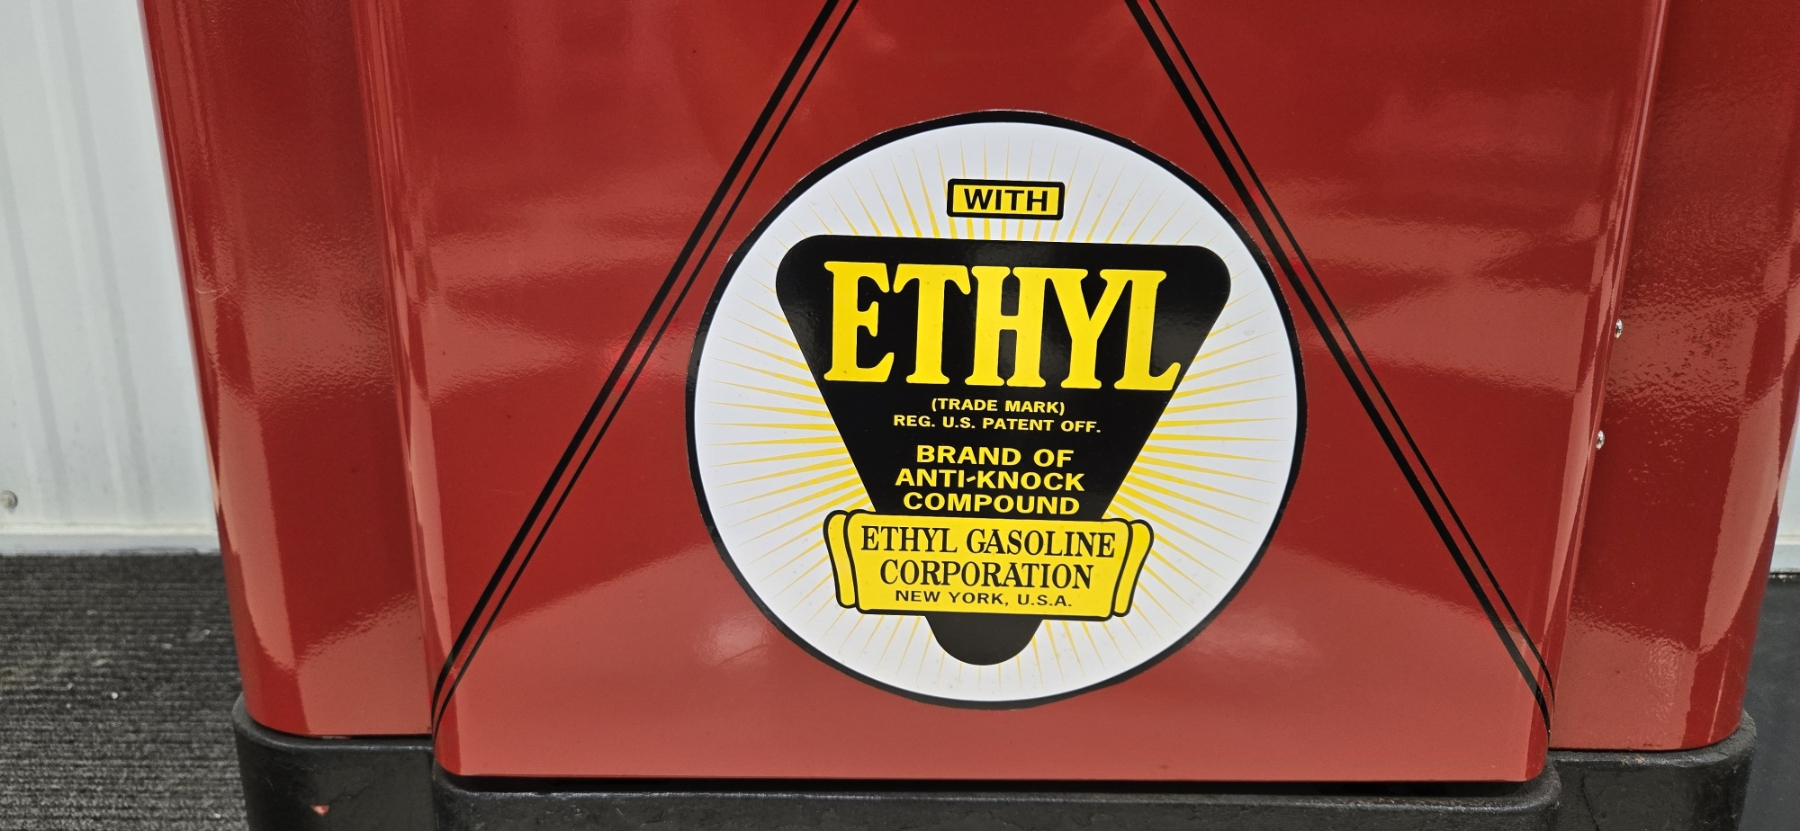 WITH
ETHYL
(TRADE MARK)
REG. U.S. PATENT OFF.
BRAND OF
ANTI-KNOCK
COMPOUND
ETHYL GASOLINE
CORPORATION
NEW YORK, U.S.A.